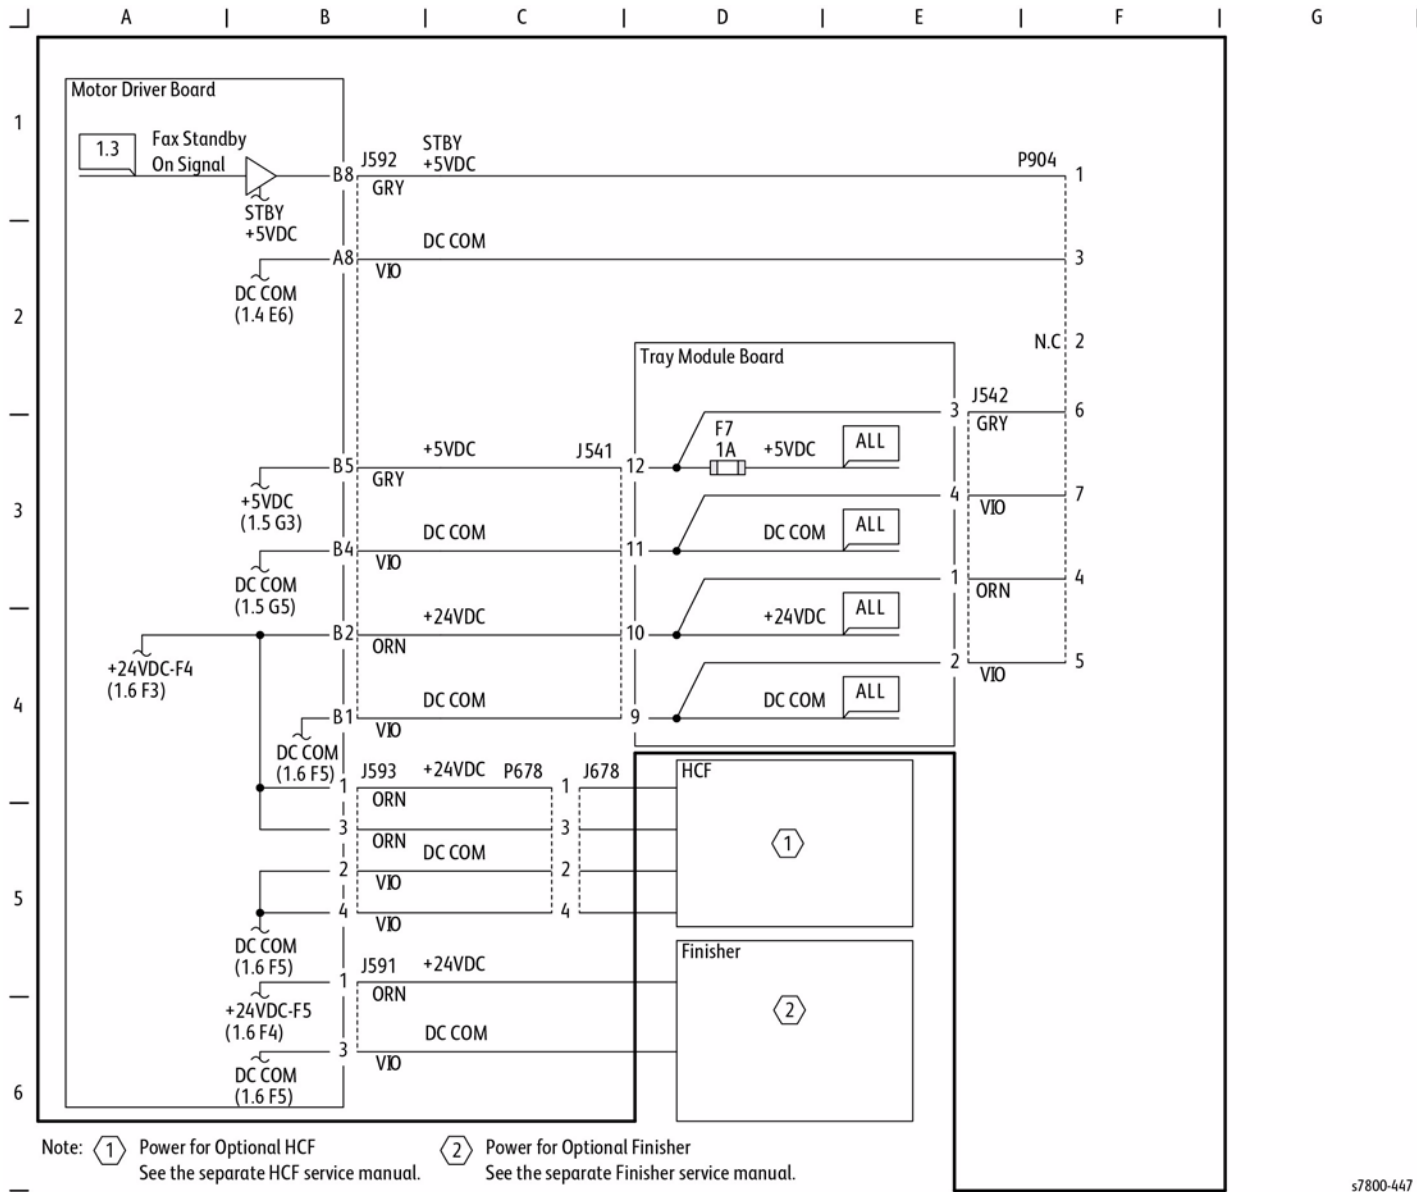 A B C D E F G
1
2
3
4
5
6
Motor Driver Board
1.3
Fax Standby
On Signal
STBY
+5VDC
B8
J592
GRY
STBY
+5VDC
P904
1
DC COM
(1.4 E6)
A8
VIO
DC COM
3
N.C 2
Tray Module Board
3
J542
GRY
6
+5VDC
(1.5 G3)
B5
GRY
+5VDC
J541
12
F7
1A
+5VDC
ALL
4
VIO
7
DC COM
(1.5 G5)
B4
VIO
DC COM
11
DC COM
ALL
1
ORN
4
+24VDC-F4
(1.6 F3)
B2
ORN
+24VDC
10
+24VDC
ALL
2
VIO
5
DC COM
(1.6 F5)
B1
VIO
DC COM
9
DC COM
ALL
1
J593
ORN
+24VDC
P678
1
J678
3
ORN
3
2
VIO
DC COM
2
4
VIO
4
DC COM
(1.6 F5)
HCF
1
1
J591
ORN
+24VDC
+24VDC-F5
(1.6 F4)
3
VIO
DC COM
DC COM
(1.6 F5)
Finisher
2
Note: 1 Power for Optional HCF
See the separate HCF service manual.
2 Power for Optional Finisher
See the separate Finisher service manual.
s7800-447